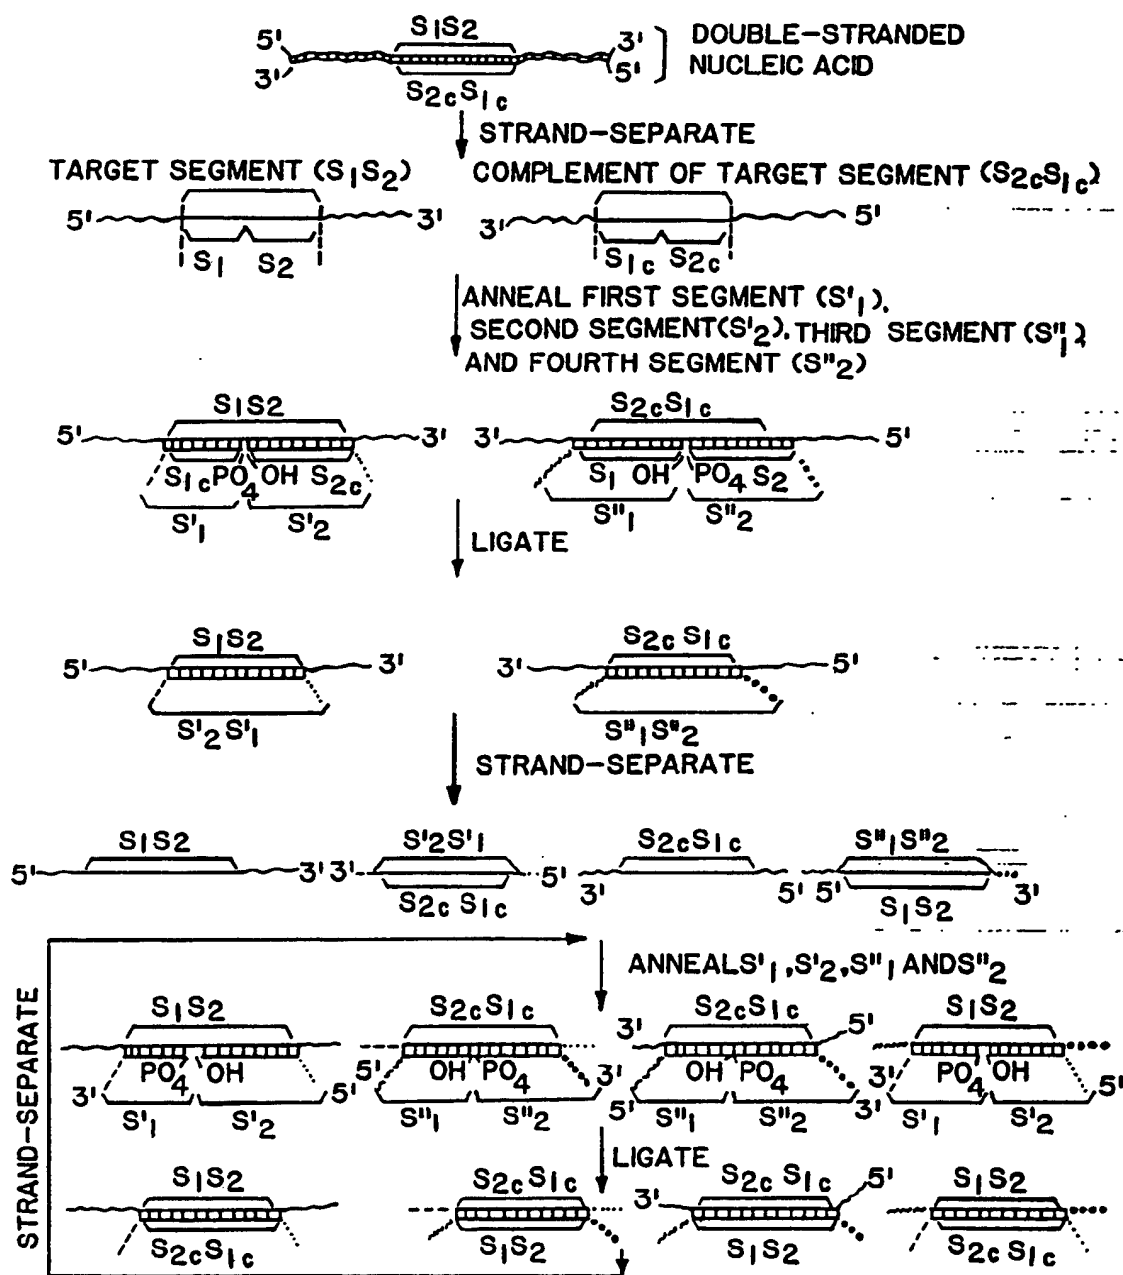 5' S1S2 3' DOUBLE-STRANDED
3' 5' NUCLEIC ACID
S2cS1c
STRAND-SEPARATE
TARGET SEGMENT (S1S2) COMPLEMENT OF TARGET SEGMENT (S2cS1c)
5' 3' 3' 5'
S1 S2 S1c S2c
ANNEAL FIRST SEGMENT (S'1),
SECOND SEGMENT(S'2), THIRD SEGMENT (S"1)
AND FOURTH SEGMENT (S"2)
S1S2 S2cS1c
5' 3' 3' 5'
S1c PO4 OH S2c S1 OH PO4 S2
S'1 S'2 S"1 S"2
LIGATE
S1S2 S2c S1c
5' 3' 3' 5'
S'2 S'1 S"1S"2
STRAND-SEPARATE
S1S2 S'2S'1 S2cS1c S"1S"2
5' 3' 3' 5' 3' 5' 5' 3'
S2c S1c S1S2
ANNEALS'1,S'2,S"1 ANDS"2
STRAND-SEPARATE
S1S2 S2cS1c S2cS1c S1S2
3' 5'
PO4 OH OH PO4 OH PO4 PO4 OH
3' 5' 5' 3' 5' 3' 3' 5'
S'1 S'2 S"1 S"2 S"1 S"2 S'1 S'2
LIGATE
S1S2 S2c S1c S2c S1c S1S2
3' 5'
S2cS1c S1S2 S1S2 S2c S1c